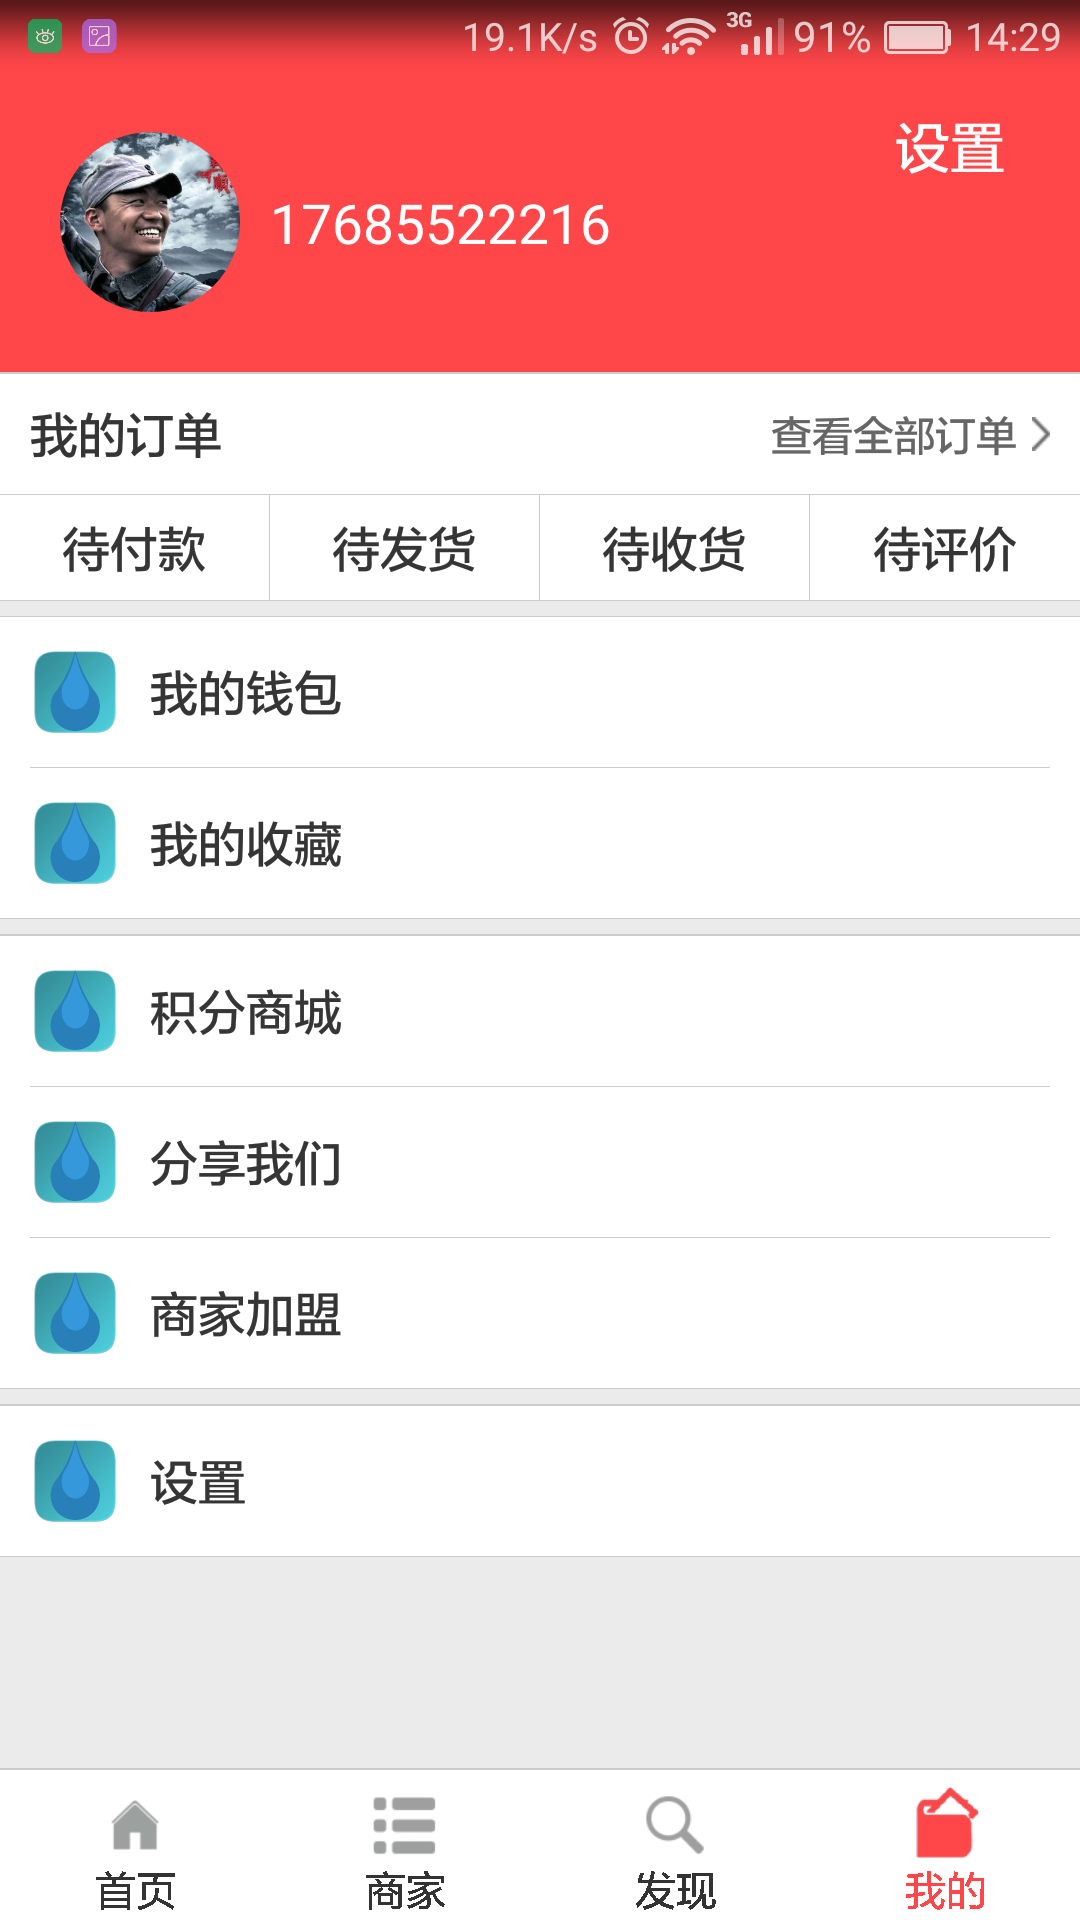 19.1K/s 3G 91% 14:29
设置
17685522216
我的订单 查看全部订单
待付款 待发货 待收货 待评价
我的钱包
我的收藏
积分商城
分享我们
商家加盟
设置
首页 商家 发现 我的